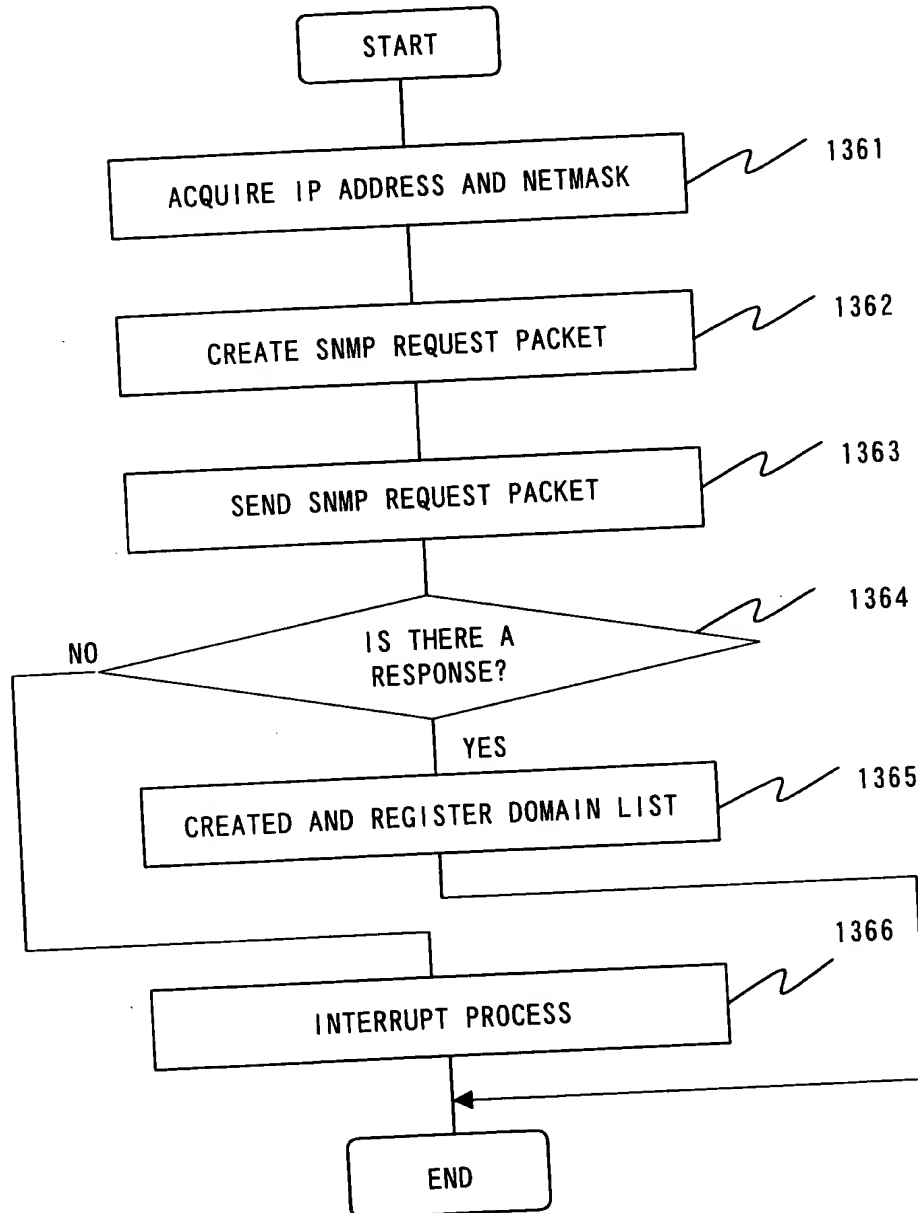 START
ACQUIRE IP ADDRESS AND NETMASK
1361
CREATE SNMP REQUEST PACKET
1362
SEND SNMP REQUEST PACKET
1363
IS THERE A
RESPONSE?
1364
NO
YES
CREATED AND REGISTER DOMAIN LIST
1365
INTERRUPT PROCESS
1366
END